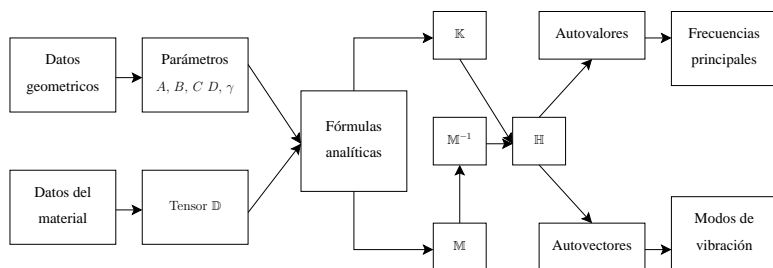 Datos
geometricos
Parámetros
A, B, C D, γ
Datos del
material
Tensor 𝔻
Fórmulas
analíticas
𝕂
𝕄⁻¹
𝕄
ℍ
Autovalores
Frecuencias
principales
Autovectores
Modos de
vibración